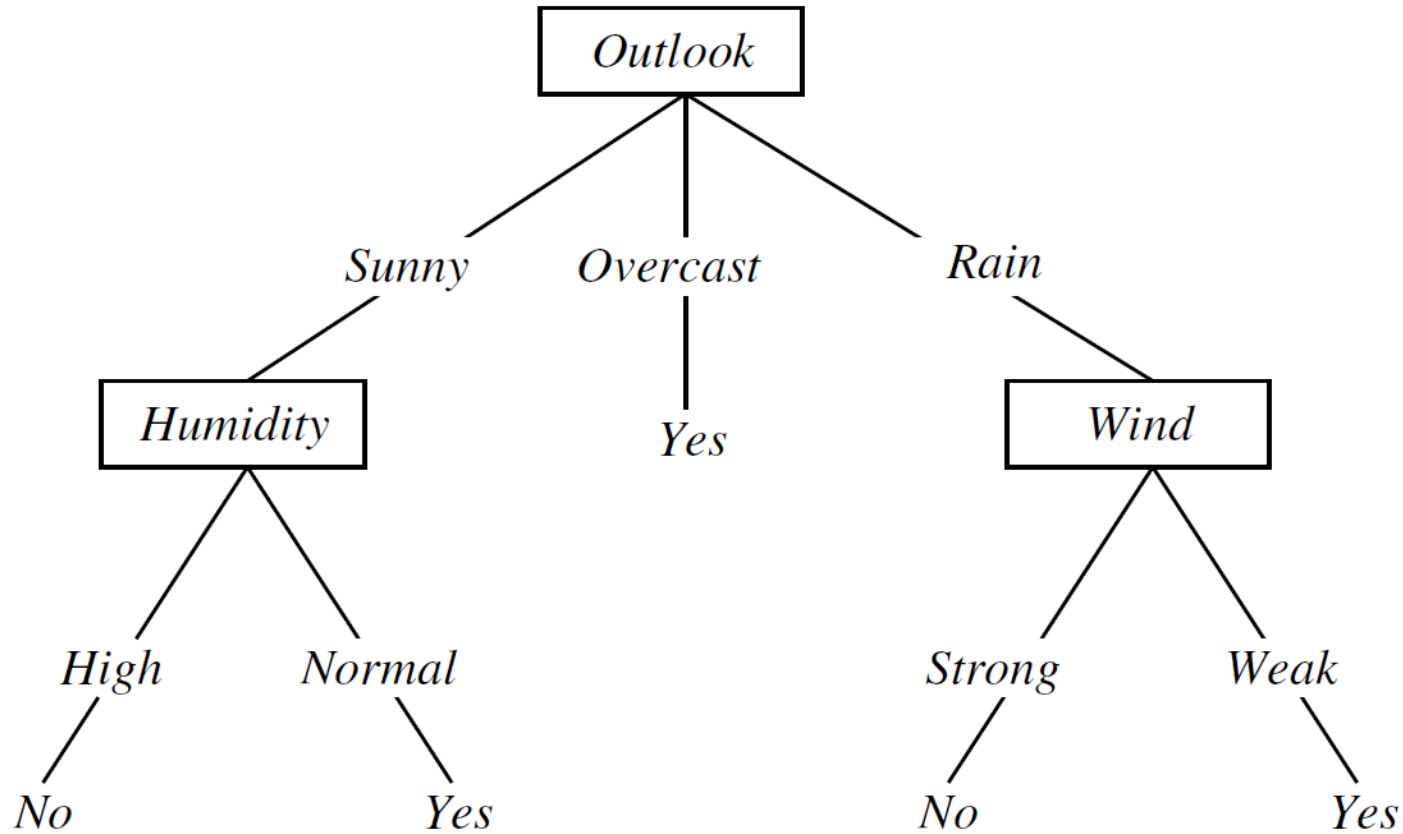 Outlook
Sunny Overcast Rain
Humidity Yes Wind
High Normal Strong Weak
No Yes No Yes